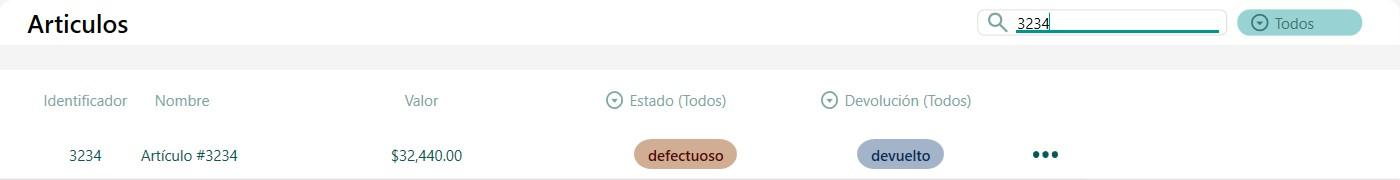 Articulos
3234
Todos
Identificador Nombre Valor Estado (Todos) Devolución (Todos)
3234 Artículo #3234 $32,440.00 defectuoso devuelto •••